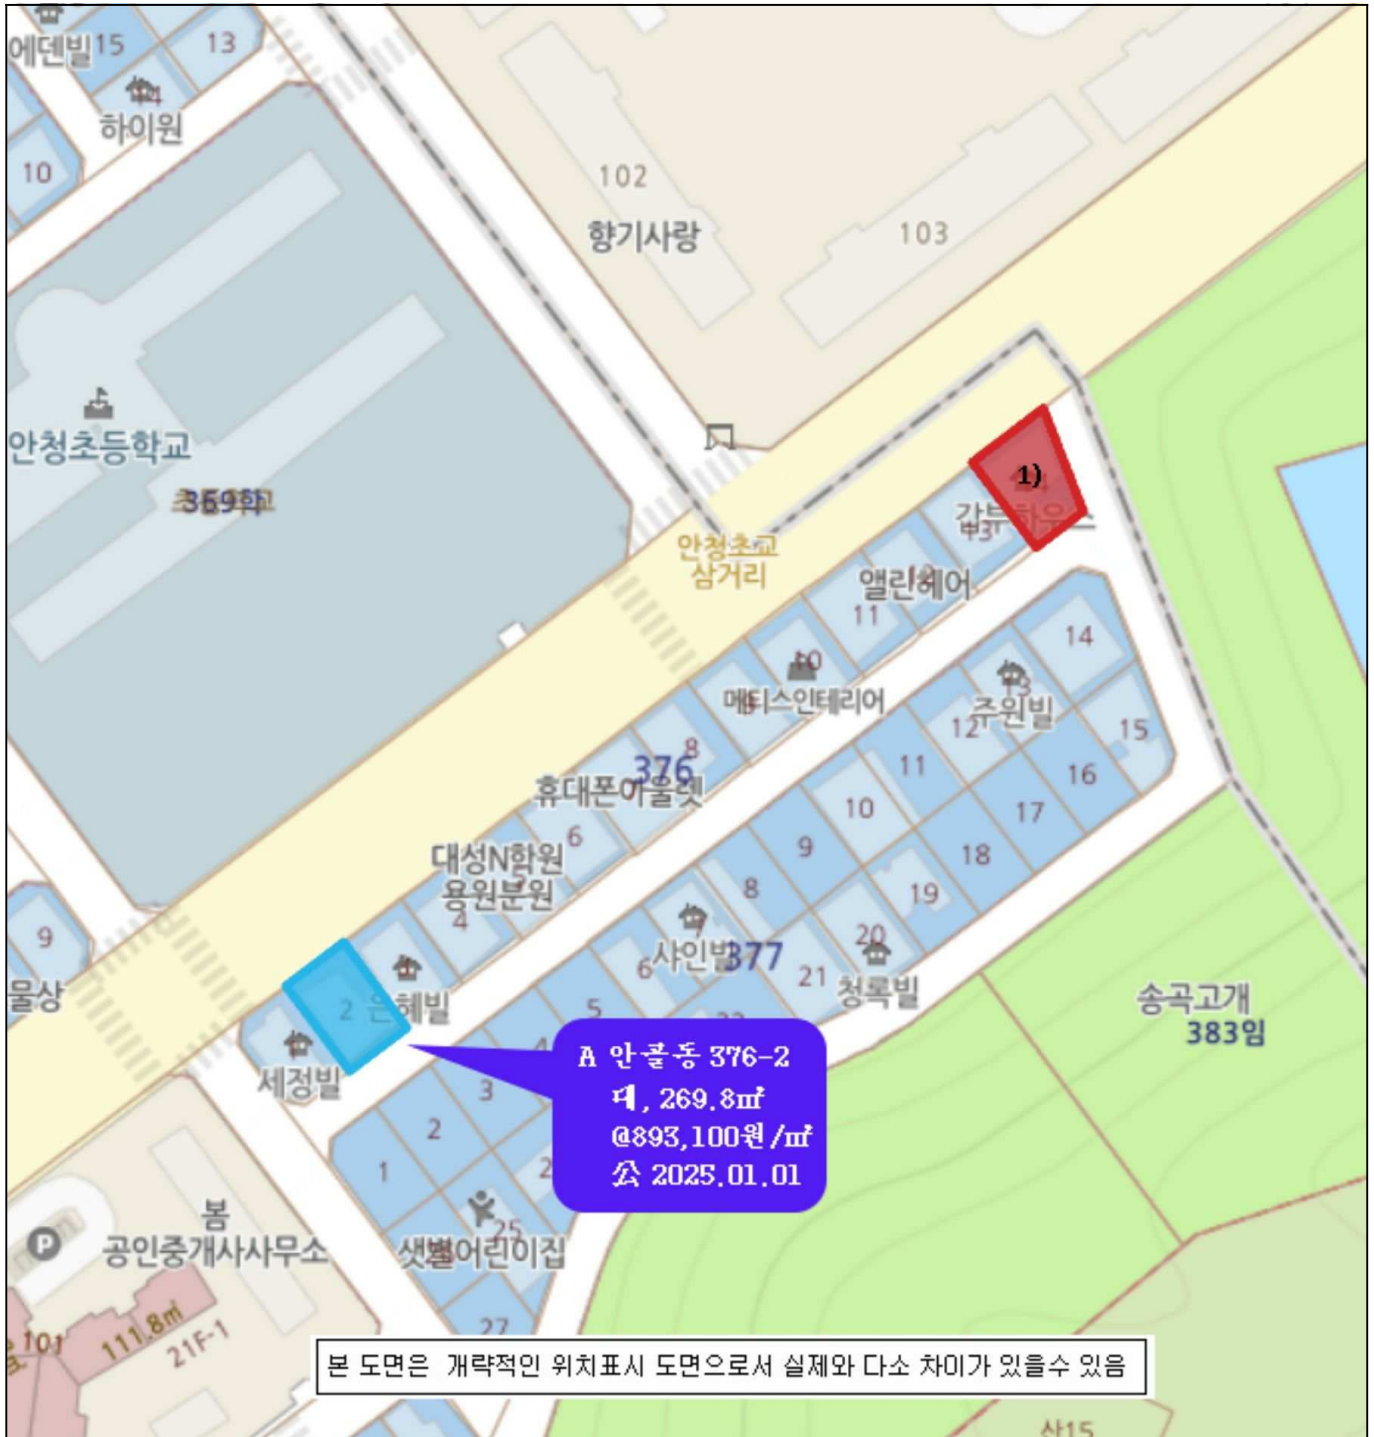 에덴빌
15
13
하이원
10
102
향기사랑
103
안청초등학교
369학
1)
13
안청초교
삼거리
앨린헤어
11
10
14
메티스인테리어
주원빌
12
15
8
376
11
16
휴대폰아울렛
10
17
6
9
18
대성N학원
용원분원
8
19
4
9
20
6
샤인빌
377
21
청록빌
물상
2
은혜빌
5
송곡고개
383임
세정빌
3
A 안골동 376-2
대, 269.8㎡
@893,100원/㎡
公 2025.01.01
2
1
봄
공인중개사사무소
P
25
샛별어린이집
27
101
111.8㎡
21F-1
본 도면은 개략적인 위치표시 도면으로서 실제와 다소 차이가 있을수 있음
산15